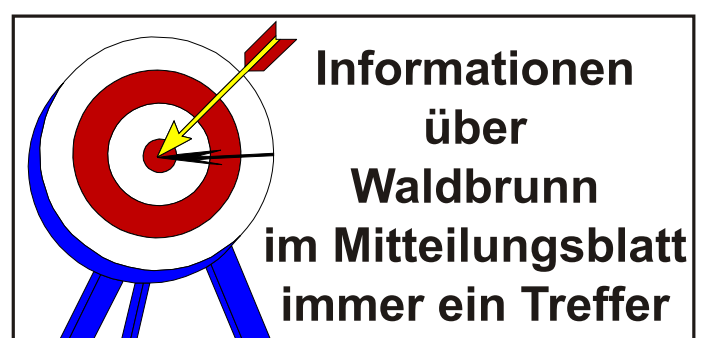 Informationen
über
Waldbrunn
im Mitteilungsblatt
immer ein Treffer